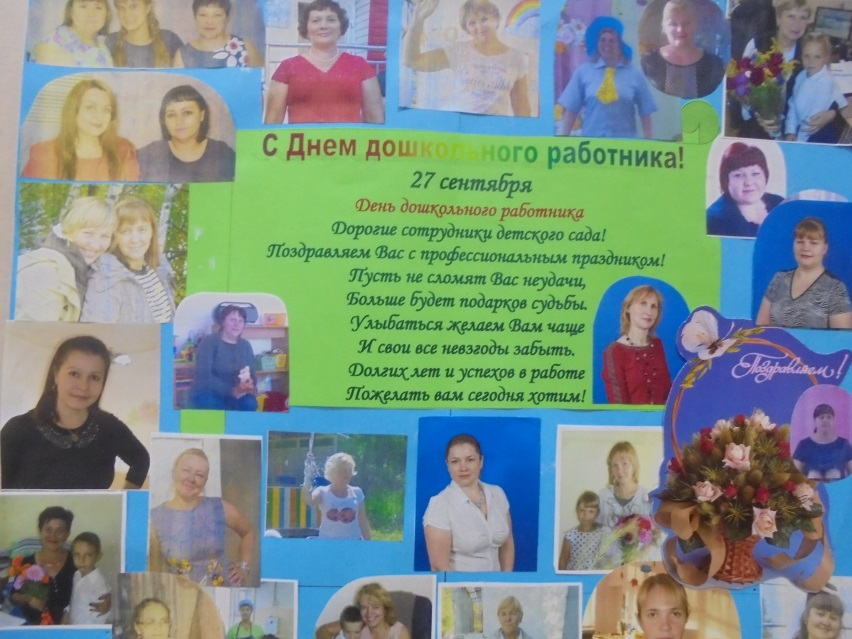 С Днем дошкольного работника!
27 сентября
День дошкольного работника
Дорогие сотрудники детского сада!
Поздравляем Вас с профессиональным праздником!
Пусть не сломят Вас неудачи,
Больше будет подарков судьбы.
Улыбаться желаем Вам чаще
И свои все невзгоды забыть.
Долгих лет и успехов в работе
Пожелать вам сегодня хотим!
Поздравляем!